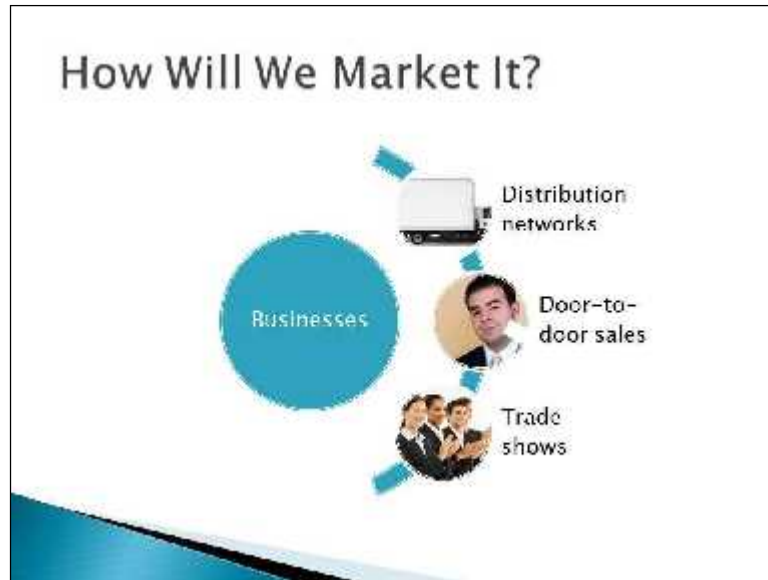 How Will We Market It?
Distribution
networks
Businesses
Door-to-
door sales
Trade
shows